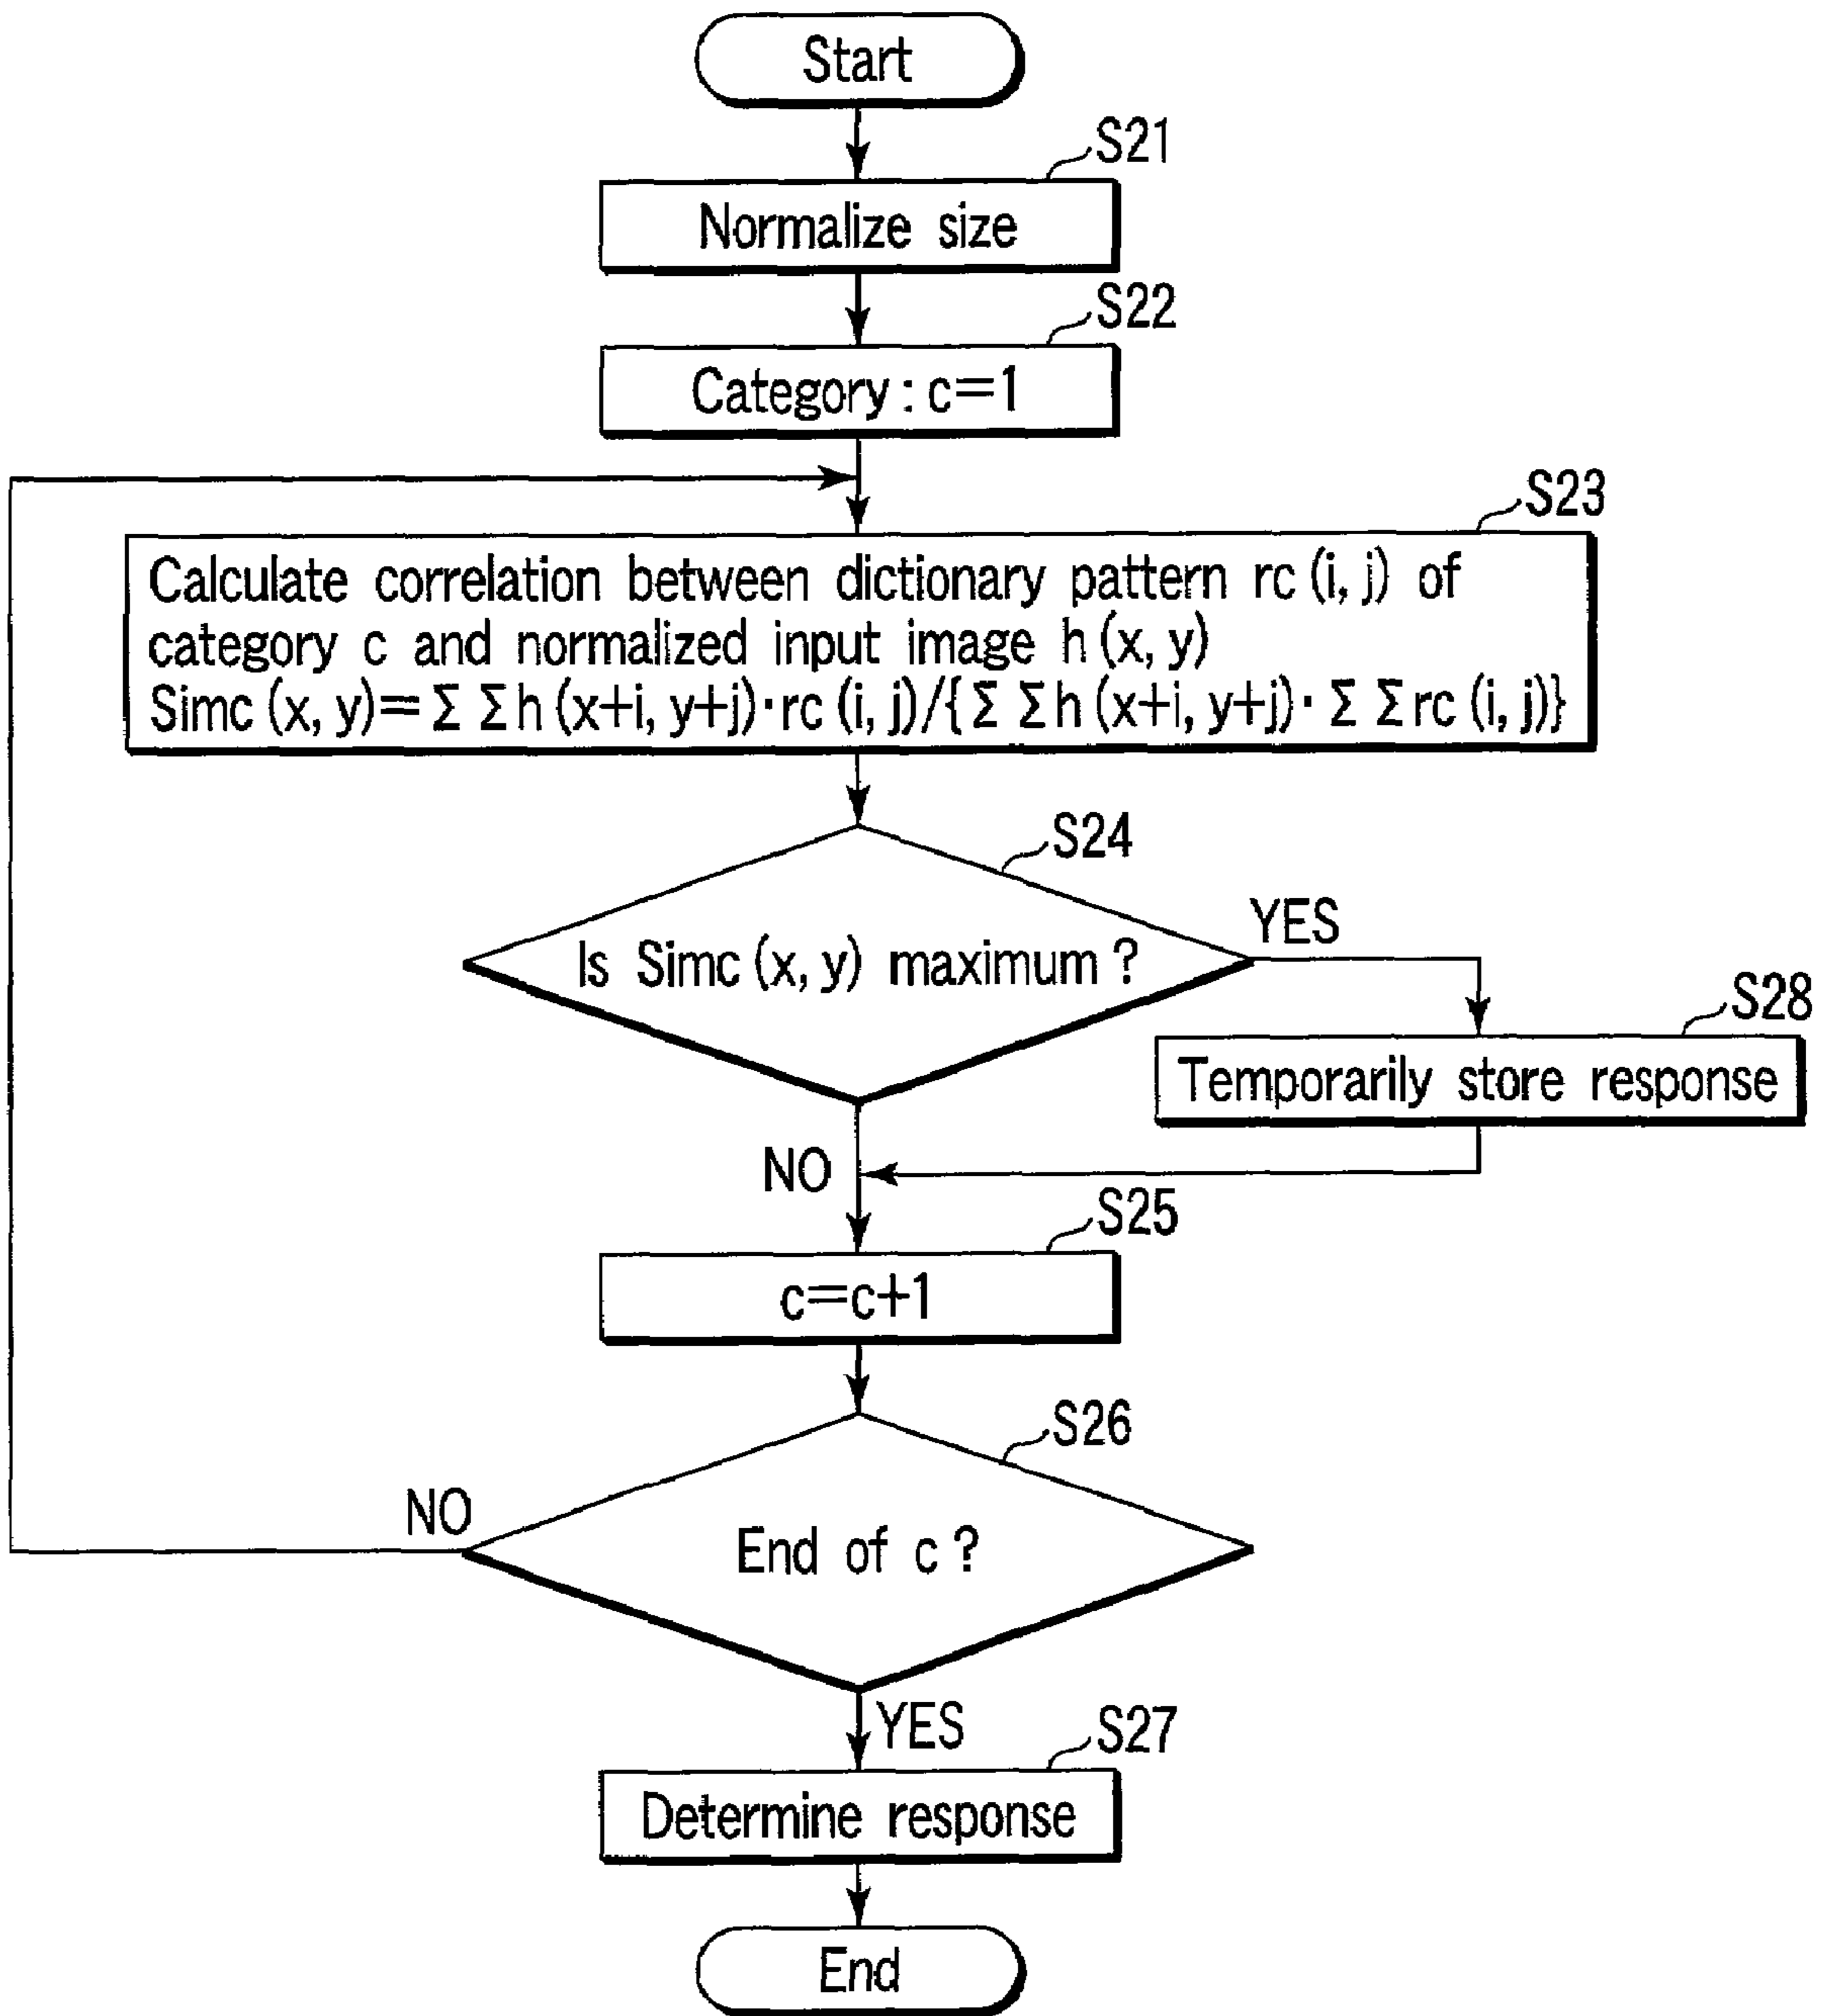 Start
S21
Normalize size
S22
Category : c=1
S23
Calculate correlation between dictionary pattern rc (i, j) of
category c and normalized input image h (x, y)
Simc (x, y)=Σ Σ h (x+i, y+j)·rc (i, j)/{Σ Σ h (x+i, y+j)· Σ Σ rc (i, j)}
S24
Is Simc (x, y) maximum ?
YES
S28
Temporarily store response
NO
S25
c=c+1
S26
NO
End of c ?
YES
S27
Determine response
End